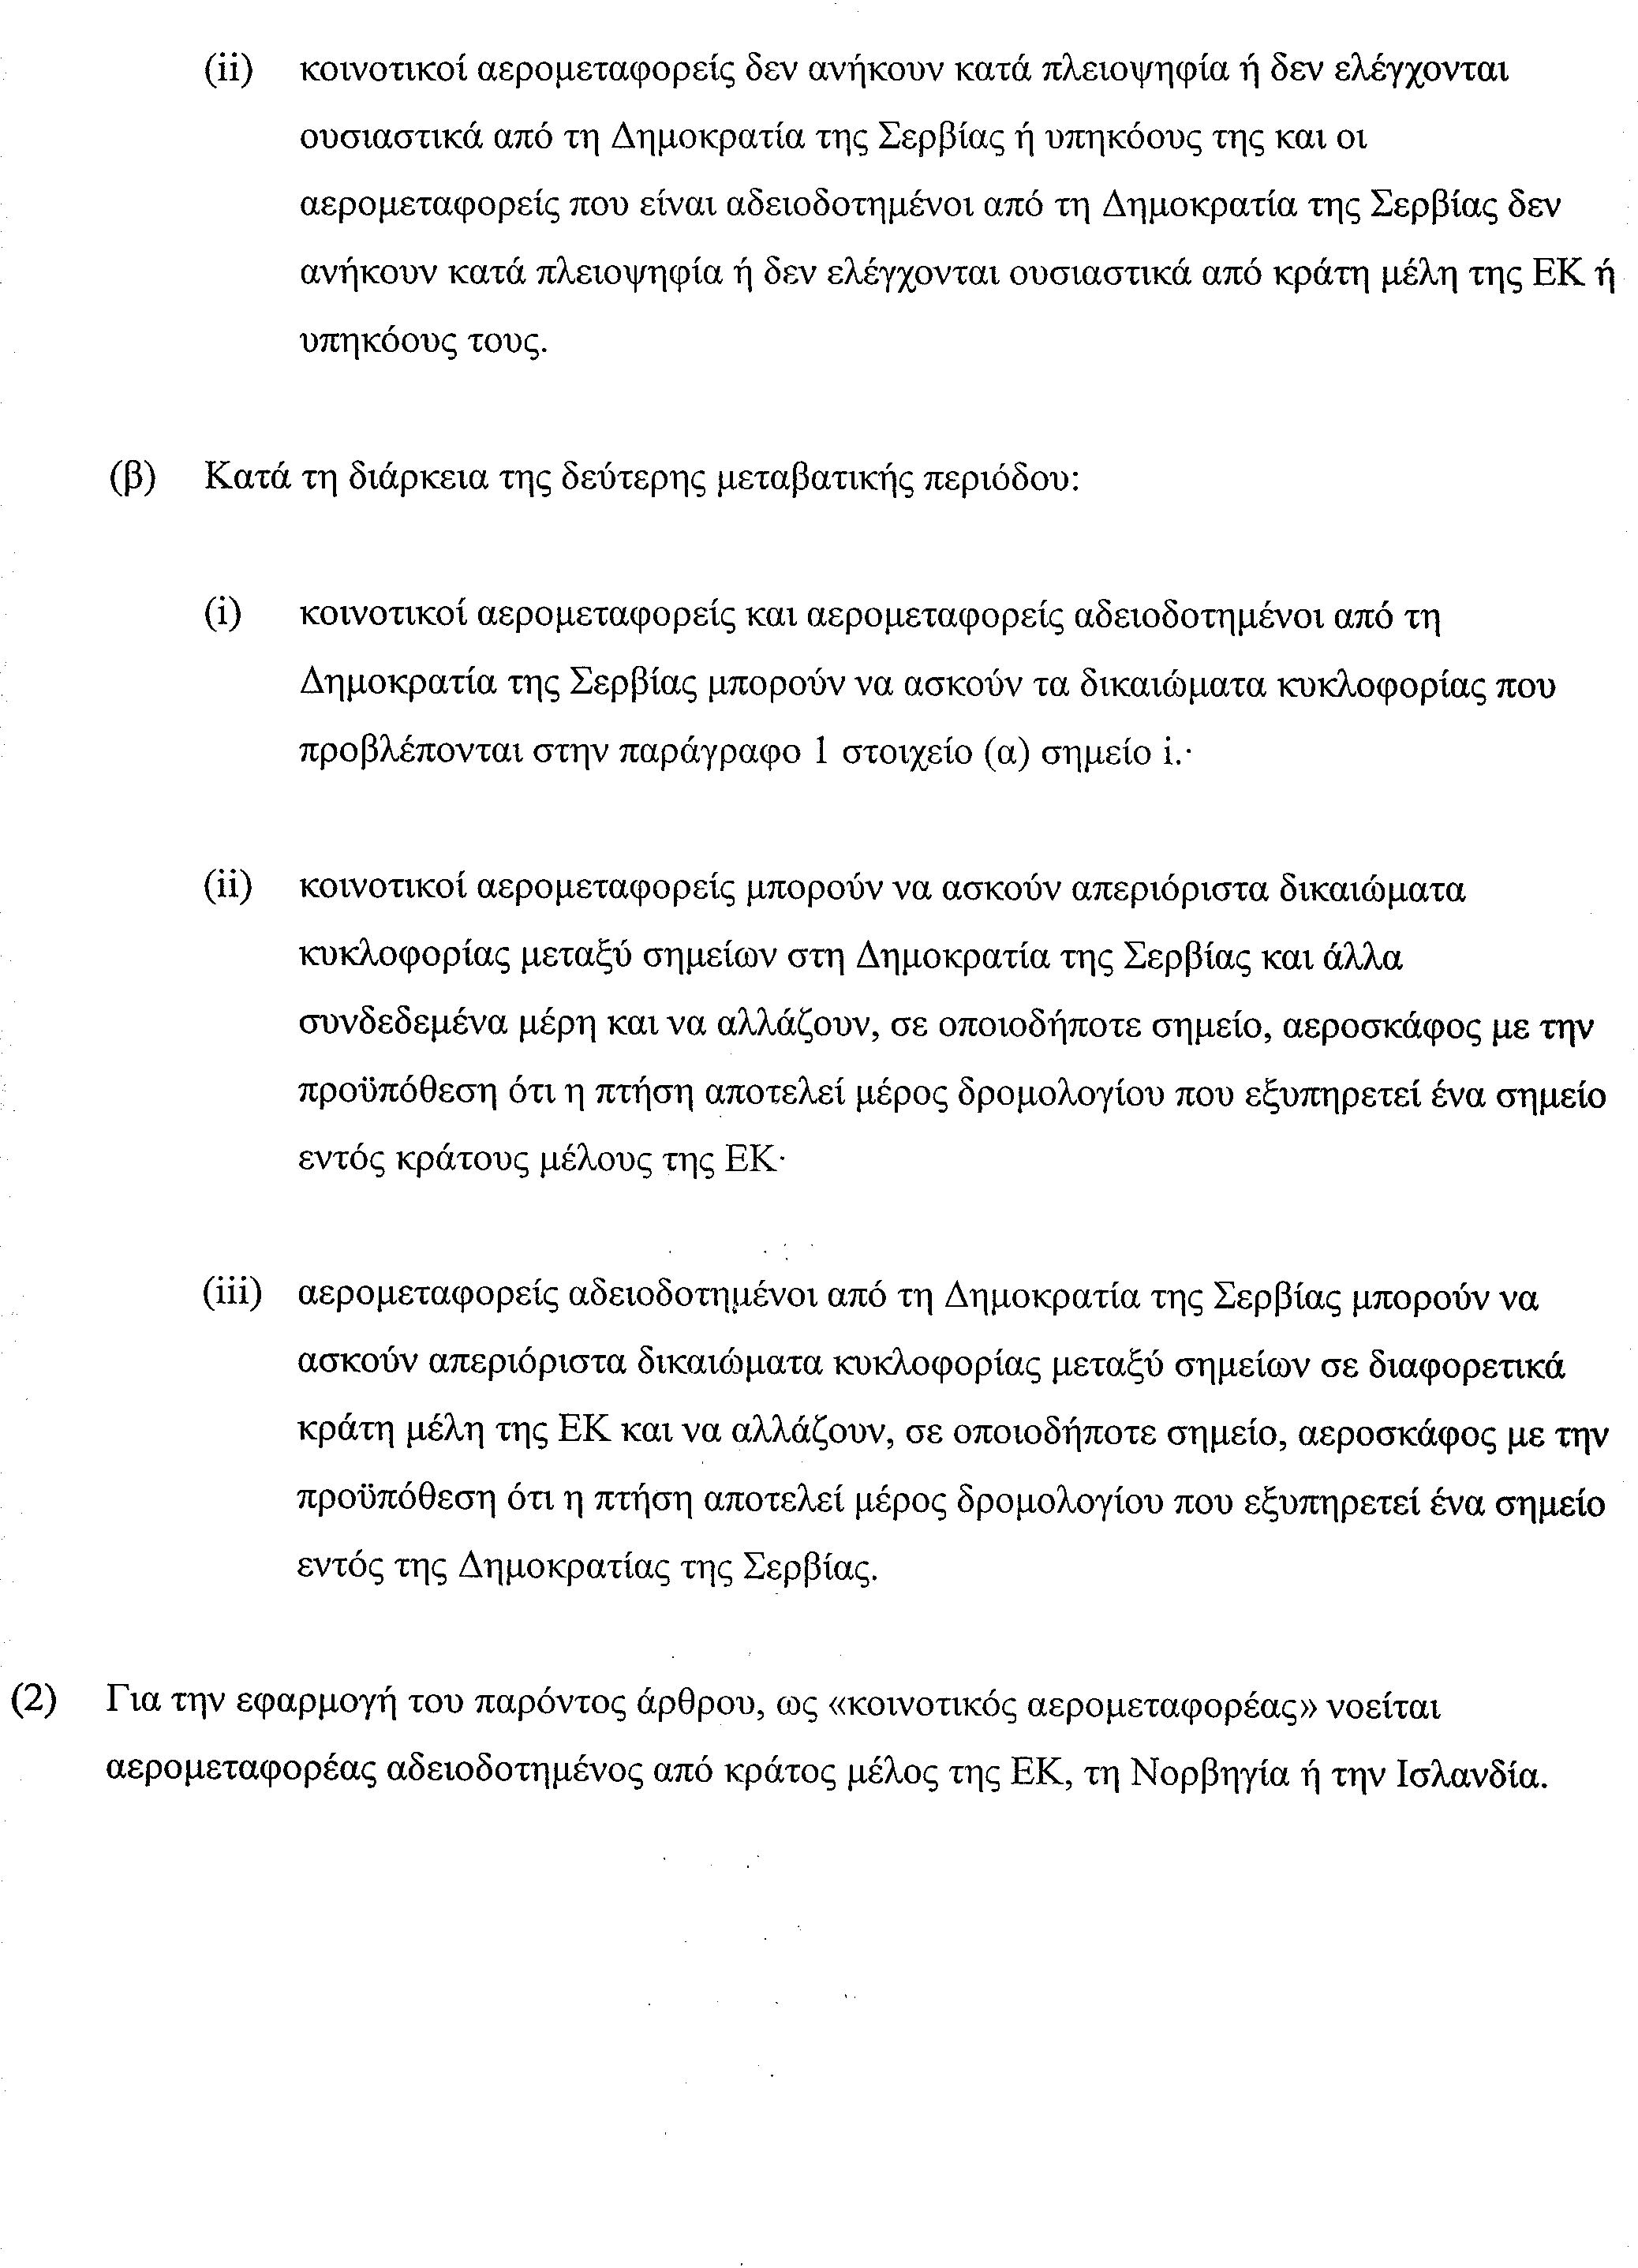 (ii) κοινοτικοί αερομεταφορείς δεν ανήκουν κατά πλειοψηφία ή δεν ελέγχονται
ουσιαστικά από τη Δημοκρατία της Σερβίας ή υπηκόους της και οι
αερομεταφορείς που είναι αδειοδοτημένοι από τη Δημοκρατία της Σερβίας δεν
ανήκουν κατά πλειοψηφία ή δεν ελέγχονται ουσιαστικά από κράτη μέλη της ΕΚ ή
υπηκόους τους.
(β) Κατά τη διάρκεια της δεύτερης μεταβατικής περιόδου:
(i) κοινοτικοί αερομεταφορείς και αερομεταφορείς αδειοδοτημένοι από τη
Δημοκρατία της Σερβίας μπορούν να ασκούν τα δικαιώματα κυκλοφορίας που
προβλέπονται στην παράγραφο 1 στοιχείο (α) σημείο i.·
(ii) κοινοτικοί αερομεταφορείς μπορούν να ασκούν απεριόριστα δικαιώματα
κυκλοφορίας μεταξύ σημείων στη Δημοκρατία της Σερβίας και άλλα
συνδεδεμένα μέρη και να αλλάζουν, σε οποιοδήποτε σημείο, αεροσκάφος με την
προϋπόθεση ότι η πτήση αποτελεί μέρος δρομολογίου που εξυπηρετεί ένα σημείο
εντός κράτους μέλους της ΕΚ·
(iii) αερομεταφορείς αδειοδοτημένοι από τη Δημοκρατία της Σερβίας μπορούν να
ασκούν απεριόριστα δικαιώματα κυκλοφορίας μεταξύ σημείων σε διαφορετικά
κράτη μέλη της ΕΚ και να αλλάζουν, σε οποιοδήποτε σημείο, αεροσκάφος με την
προϋπόθεση ότι η πτήση αποτελεί μέρος δρομολογίου που εξυπηρετεί ένα σημείο
εντός της Δημοκρατίας της Σερβίας.
(2) Για την εφαρμογή του παρόντος άρθρου, ως «κοινοτικός αερομεταφορέας» νοείται
αερομεταφορέας αδειοδοτημένος από κράτος μέλος της ΕΚ, τη Νορβηγία ή την Ισλανδία.